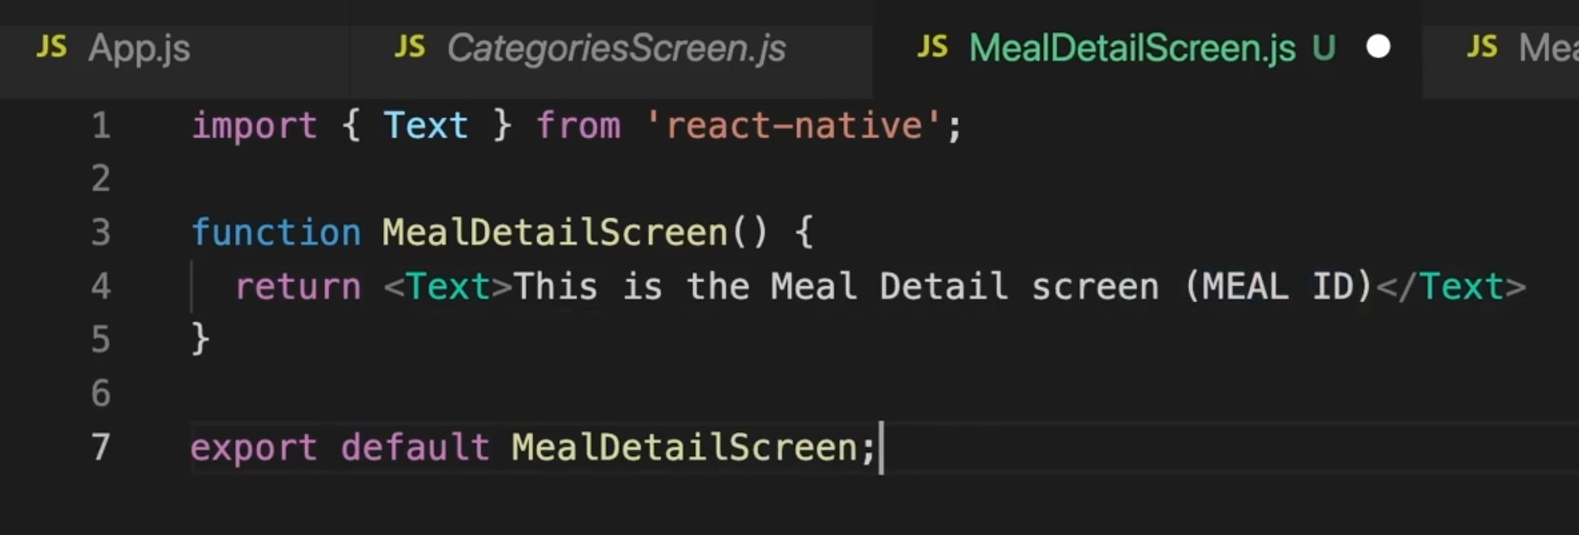 JS App.js JS CategoriesScreen.js JS MealDetailScreen.js U JS
1 import { Text } from 'react-native';
2
3 function MealDetailScreen() {
4 return <Text>This is the Meal Detail screen (MEAL ID)</Text>
5 }
6
7 export default MealDetailScreen;